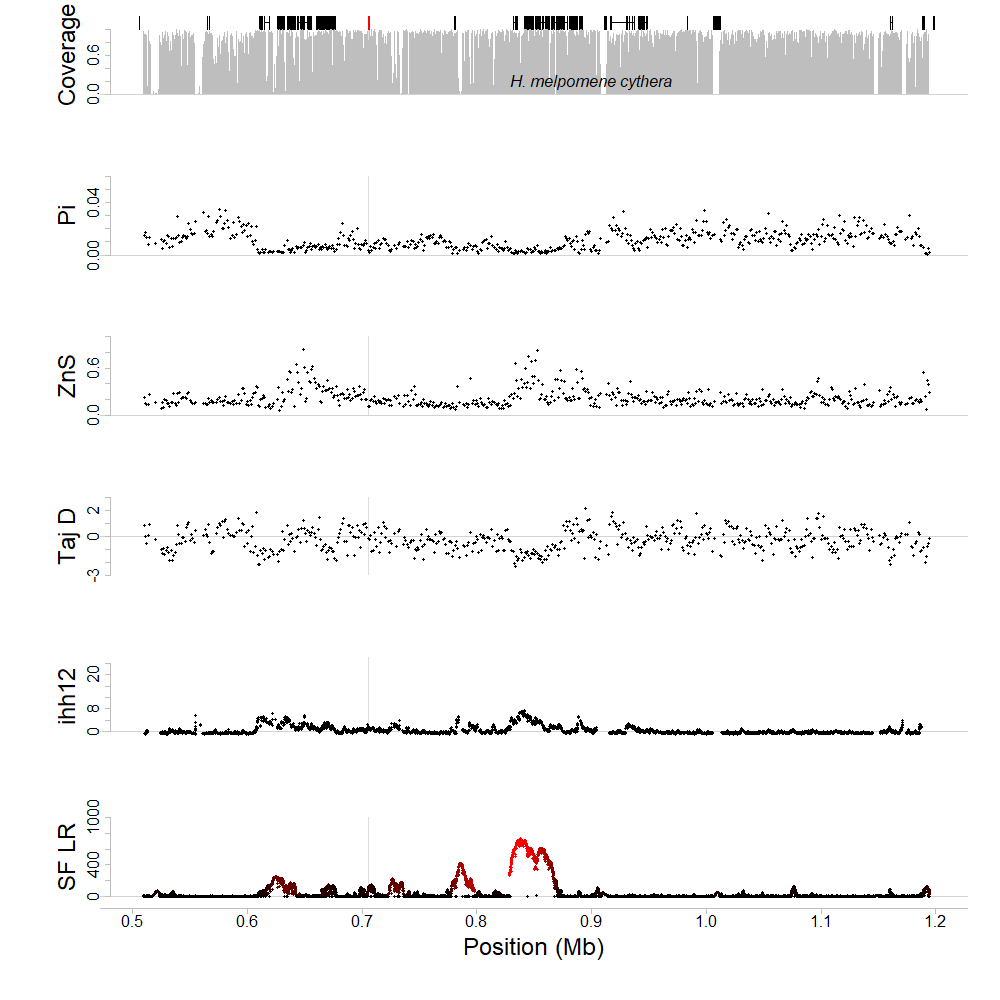 Coverage
0.6
0.0
H. melpomene cythera
Pi
0.04
0.00
ZnS
0.6
0.0
Taj D
2
0
-3
ihh12
20
8
0
SF LR
1000
400
0
0.5 0.6 0.7 0.8 0.9 1.0 1.1 1.2
Position (Mb)